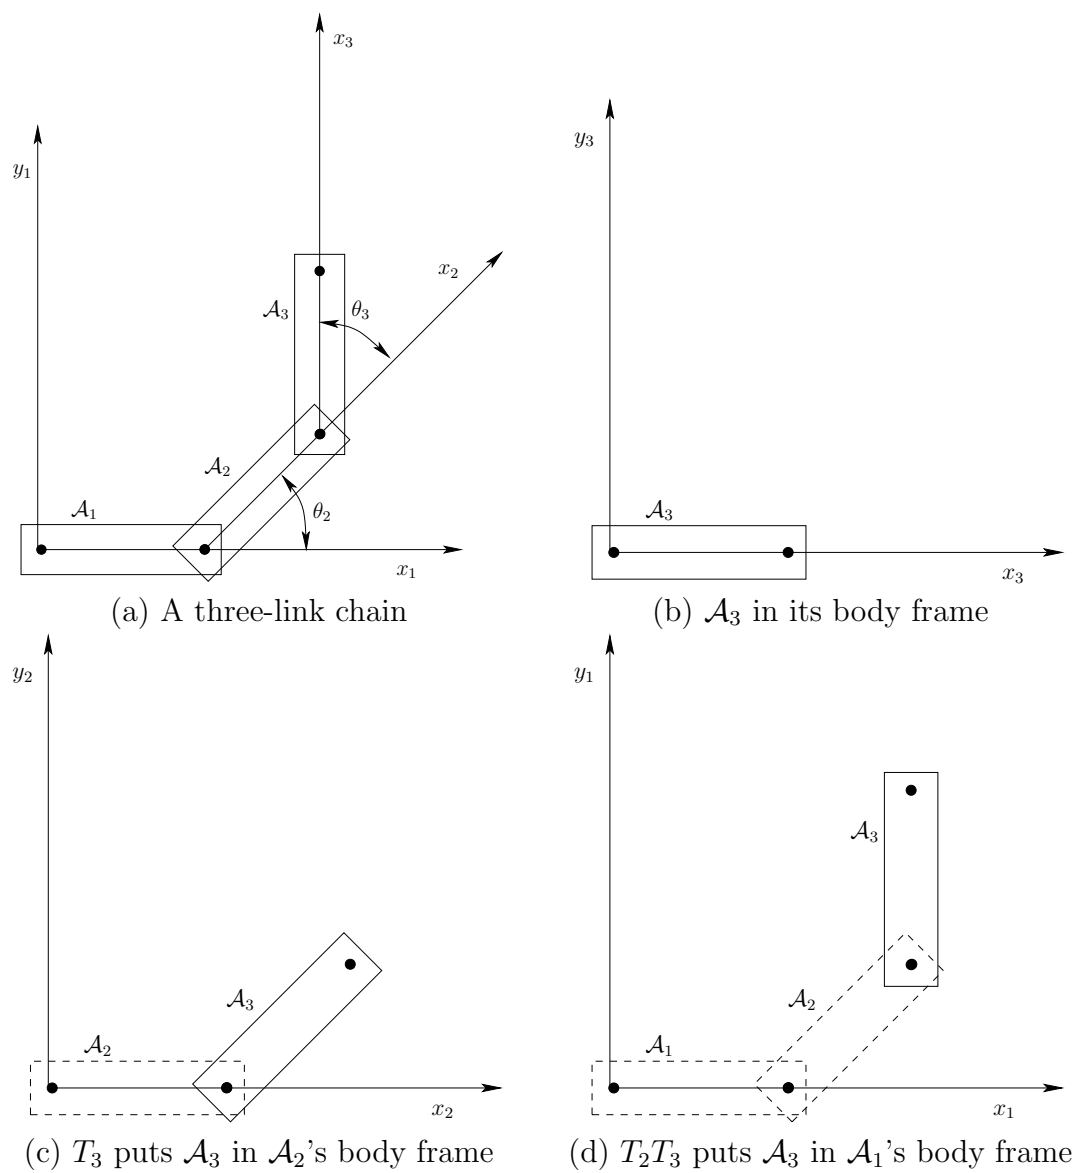 x₃
y₁
x₂
𝒜₃
θ₃
𝒜₂
θ₂
𝒜₁
x₁
(a) A three-link chain
y₃
𝒜₃
x₃
(b) 𝒜₃ in its body frame
y₂
𝒜₃
𝒜₂
x₂
(c) T₃ puts 𝒜₃ in 𝒜₂'s body frame
y₁
𝒜₃
𝒜₂
𝒜₁
x₁
(d) T₂T₃ puts 𝒜₃ in 𝒜₁'s body frame